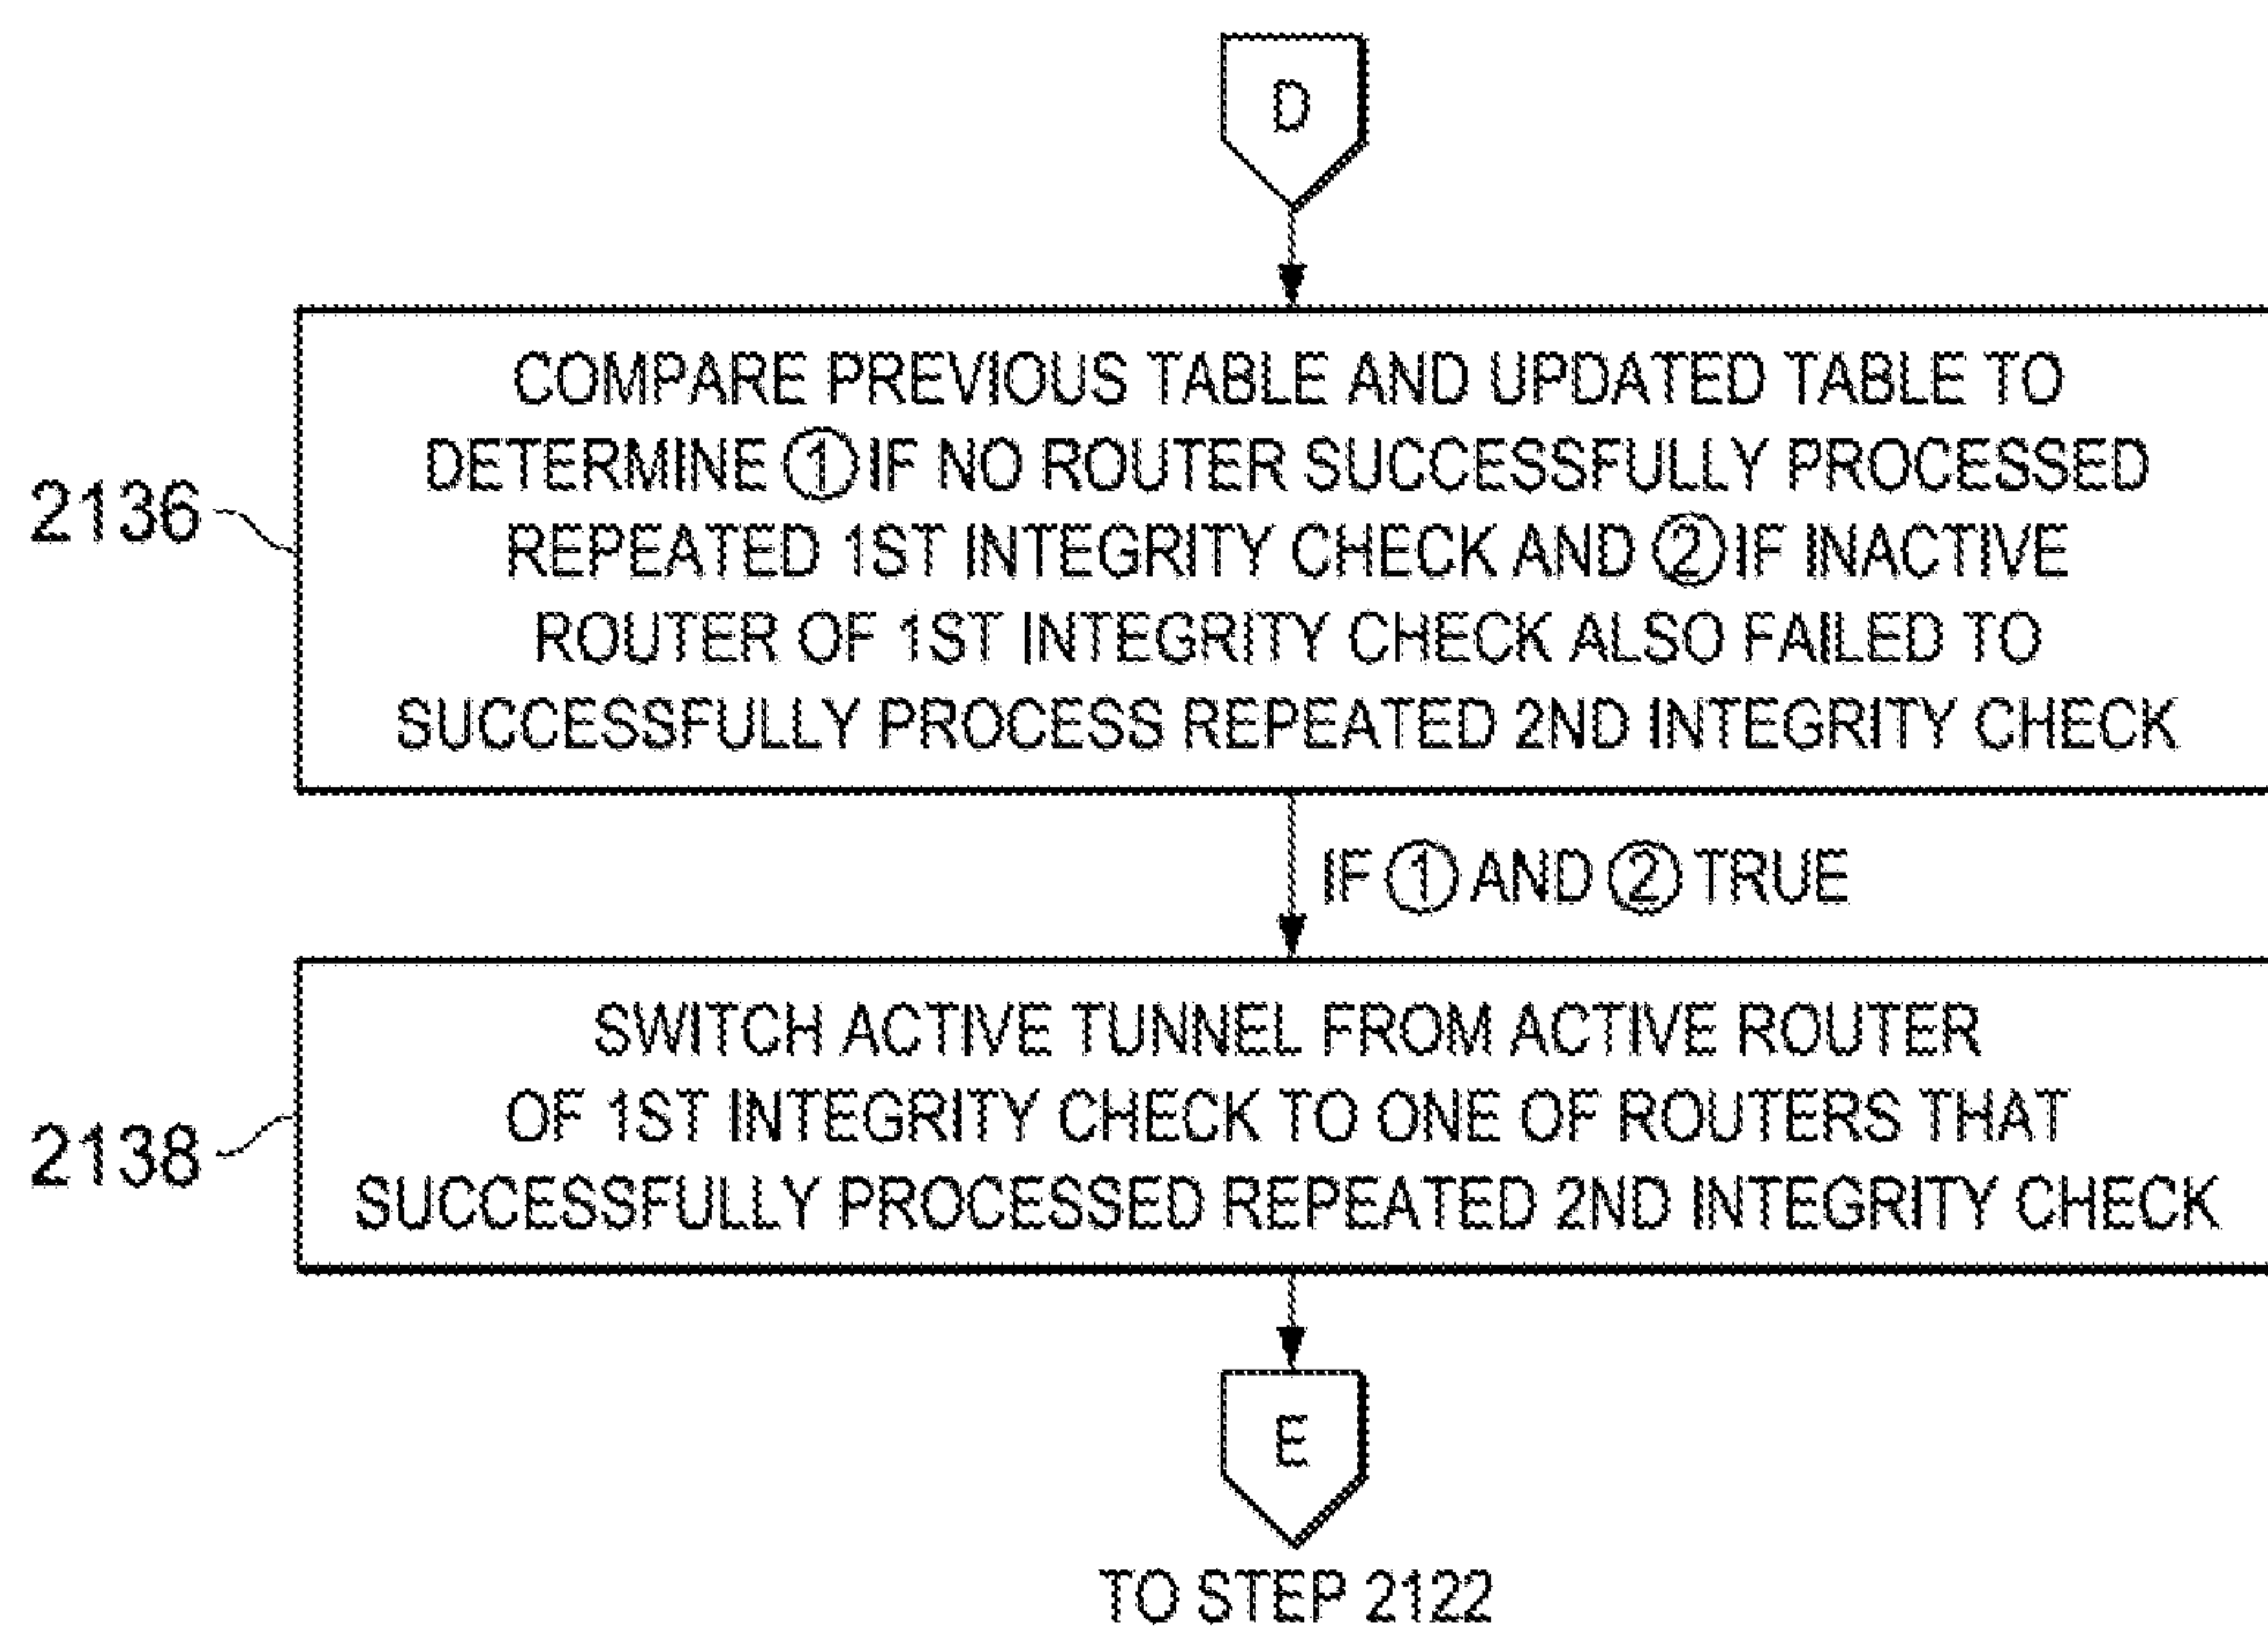 D
COMPARE PREVIOUS TABLE AND UPDATED TABLE TO
DETERMINE ① IF NO ROUTER SUCCESSFULLY PROCESSED
2136
REPEATED 1ST INTEGRITY CHECK AND ② IF INACTIVE
ROUTER OF 1ST INTEGRITY CHECK ALSO FAILED TO
SUCCESSFULLY PROCESS REPEATED 2ND INTEGRITY CHECK
IF ① AND ② TRUE
SWITCH ACTIVE TUNNEL FROM ACTIVE ROUTER
OF 1ST INTEGRITY CHECK TO ONE OF ROUTERS THAT
2138
SUCCESSFULLY PROCESSED REPEATED 2ND INTEGRITY CHECK
E
TO STEP 2122